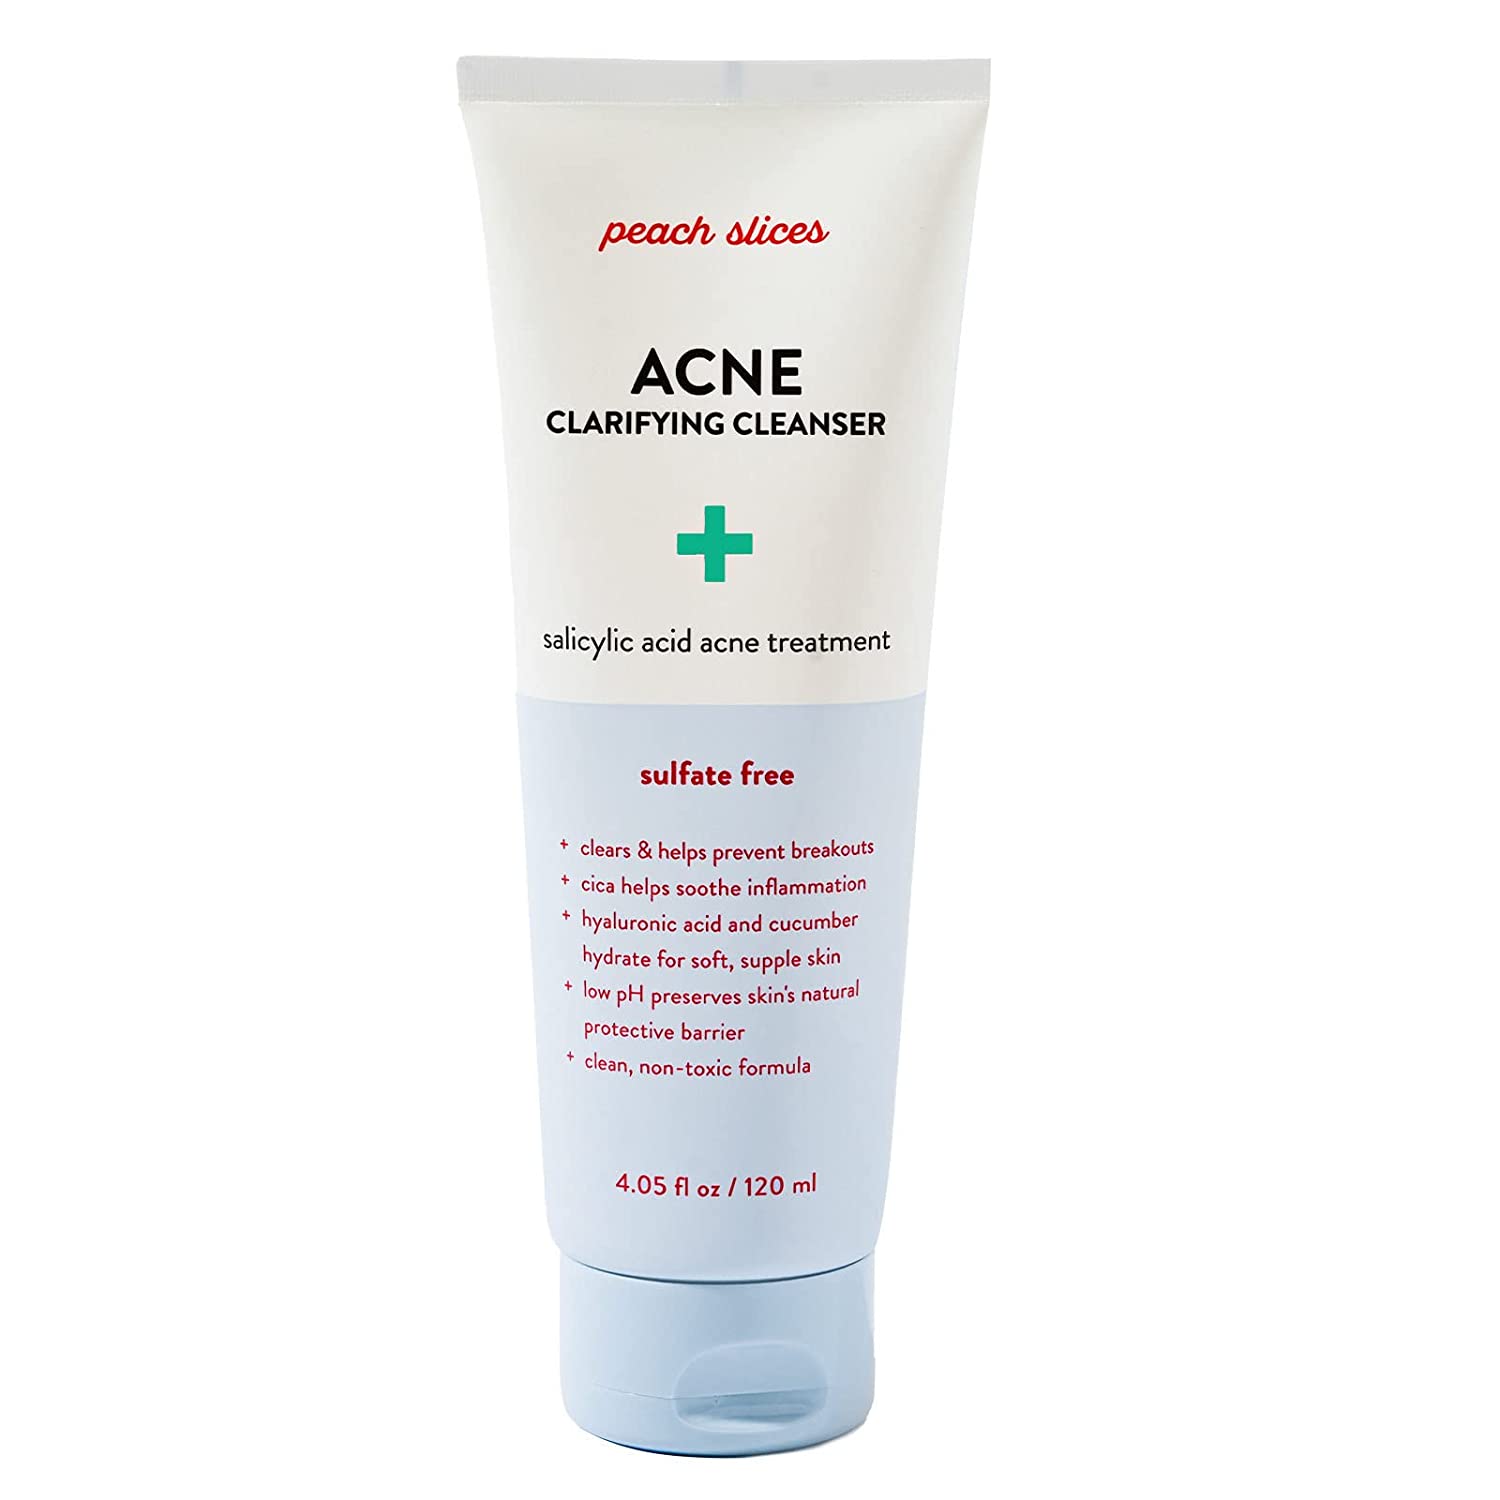 peach slices
ACNE
CLARIFYING CLEANSER
salicylic acid acne treatment
sulfate free
+ clears & helps prevent breakouts
+ cica helps soothe inflammation
+ hyaluronic acid and cucumber
hydrate for soft, supple skin
+ low pH preserves skin's natural
protective barrier
+ clean, non-toxic formula
4.05 fl oz / 120 ml